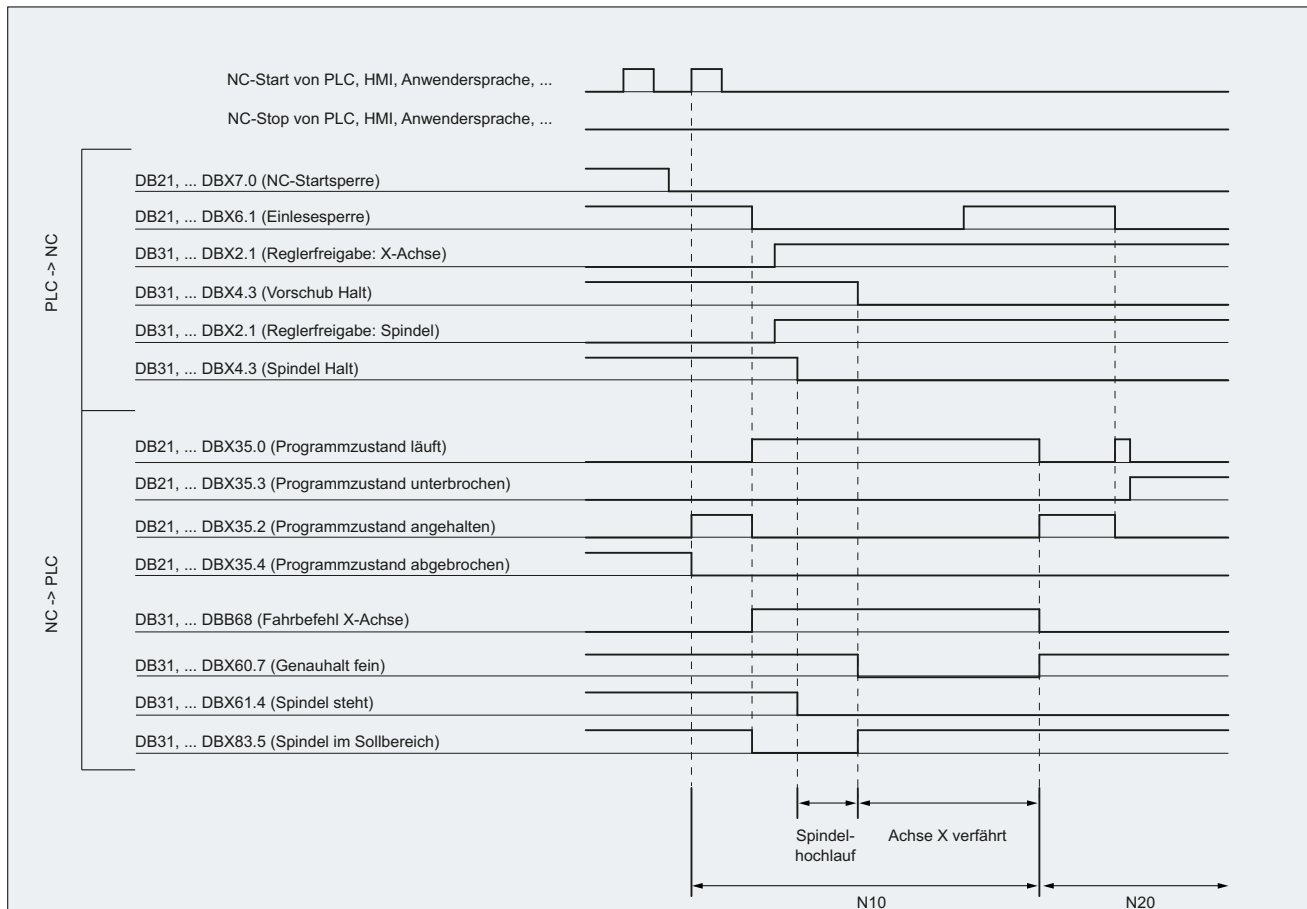 NC-Start von PLC, HMI, Anwendersprache, ...
NC-Stop von PLC, HMI, Anwendersprache, ...
PLC -> NC
DB21, ... DBX7.0 (NC-Startsperre)
DB21, ... DBX6.1 (Einlesesperre)
DB31, ... DBX2.1 (Reglerfreigabe: X-Achse)
DB31, ... DBX4.3 (Vorschub Halt)
DB31, ... DBX2.1 (Reglerfreigabe: Spindel)
DB31, ... DBX4.3 (Spindel Halt)
NC -> PLC
DB21, ... DBX35.0 (Programmzustand läuft)
DB21, ... DBX35.3 (Programmzustand unterbrochen)
DB21, ... DBX35.2 (Programmzustand angehalten)
DB21, ... DBX35.4 (Programmzustand abgebrochen)
DB31, ... DBB68 (Fahrbefehl X-Achse)
DB31, ... DBX60.7 (Genauhalt fein)
DB31, ... DBX61.4 (Spindel steht)
DB31, ... DBX83.5 (Spindel im Sollbereich)
Spindel-
hochlauf
Achse X verfährt
N10
N20